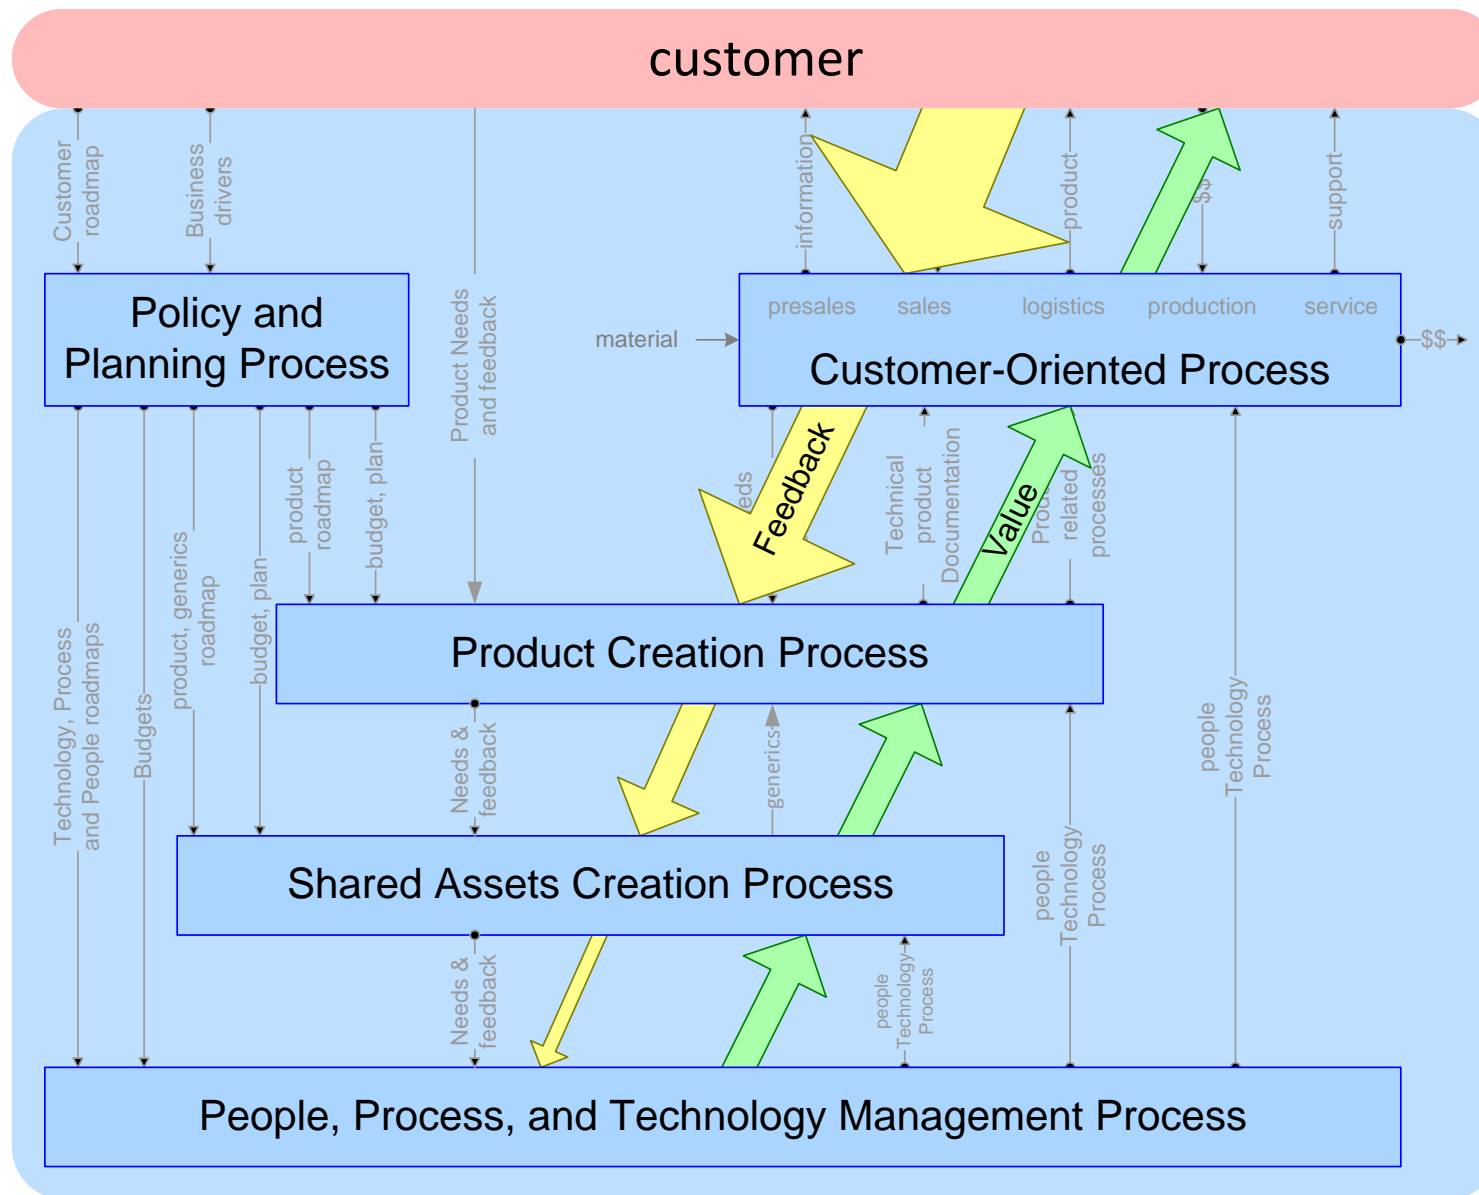 customer
Customer
roadmap
Business
drivers
Product Needs
and feedback
information
product
$$
support
Policy and
Planning Process
presales sales logistics production service
material
Customer-Oriented Process
$$
Technology, Process
and People roadmaps
Budgets
product, generics
roadmap
budget, plan
product
roadmap
budget, plan
Feedback
Technical
product
Documentation
Value
related
processes
Product Creation Process
Needs &
feedback
generics
people
Technology
Process
people
Technology
Process
Shared Assets Creation Process
Needs &
feedback
people
Technology
Process
People, Process, and Technology Management Process